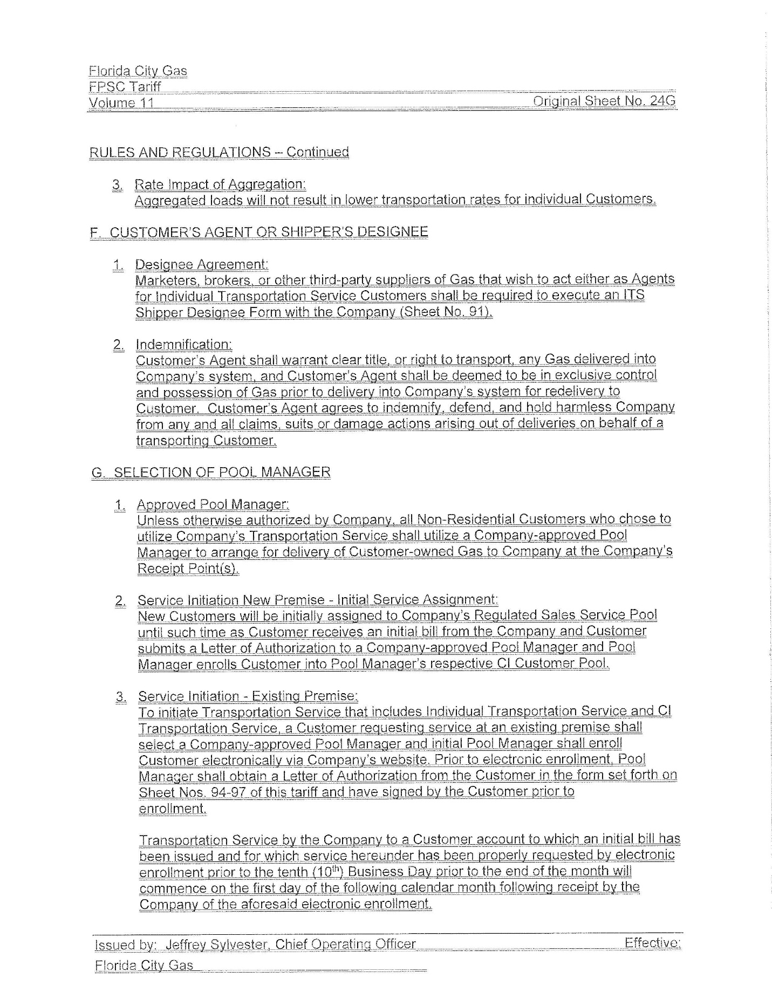 Florida City Gas
FPSC Tariff
Volume 11 Original Sheet No. 24G
RULES AND REGULATIONS – Continued
3. Rate Impact of Aggregation:
Aggregated loads will not result in lower transportation rates for individual Customers.
F. CUSTOMER'S AGENT OR SHIPPER'S DESIGNEE
1. Designee Agreement:
Marketers, brokers, or other third-party suppliers of Gas that wish to act either as Agents
for Individual Transportation Service Customers shall be required to execute an ITS
Shipper Designee Form with the Company (Sheet No. 91).
2. Indemnification:
Customer's Agent shall warrant clear title, or right to transport, any Gas delivered into
Company's system, and Customer's Agent shall be deemed to be in exclusive control
and possession of Gas prior to delivery into Company's system for redelivery to
Customer. Customer's Agent agrees to indemnify, defend, and hold harmless Company
from any and all claims, suits or damage actions arising out of deliveries on behalf of a
transporting Customer.
G. SELECTION OF POOL MANAGER
1. Approved Pool Manager:
Unless otherwise authorized by Company, all Non-Residential Customers who chose to
utilize Company's Transportation Service shall utilize a Company-approved Pool
Manager to arrange for delivery of Customer-owned Gas to Company at the Company's
Receipt Point(s).
2. Service Initiation New Premise - Initial Service Assignment:
New Customers will be initially assigned to Company's Regulated Sales Service Pool
until such time as Customer receives an initial bill from the Company and Customer
submits a Letter of Authorization to a Company-approved Pool Manager and Pool
Manager enrolls Customer into Pool Manager's respective CI Customer Pool.
3. Service Initiation - Existing Premise:
To initiate Transportation Service that includes Individual Transportation Service and CI
Transportation Service, a Customer requesting service at an existing premise shall
select a Company-approved Pool Manager and initial Pool Manager shall enroll
Customer electronically via Company's website. Prior to electronic enrollment, Pool
Manager shall obtain a Letter of Authorization from the Customer in the form set forth on
Sheet Nos. 94-97 of this tariff and have signed by the Customer prior to
enrollment.
Transportation Service by the Company to a Customer account to which an initial bill has
been issued and for which service hereunder has been properly requested by electronic
enrollment prior to the tenth (10th) Business Day prior to the end of the month will
commence on the first day of the following calendar month following receipt by the
Company of the aforesaid electronic enrollment.
Issued by: Jeffrey Sylvester, Chief Operating Officer Effective:
Florida City Gas